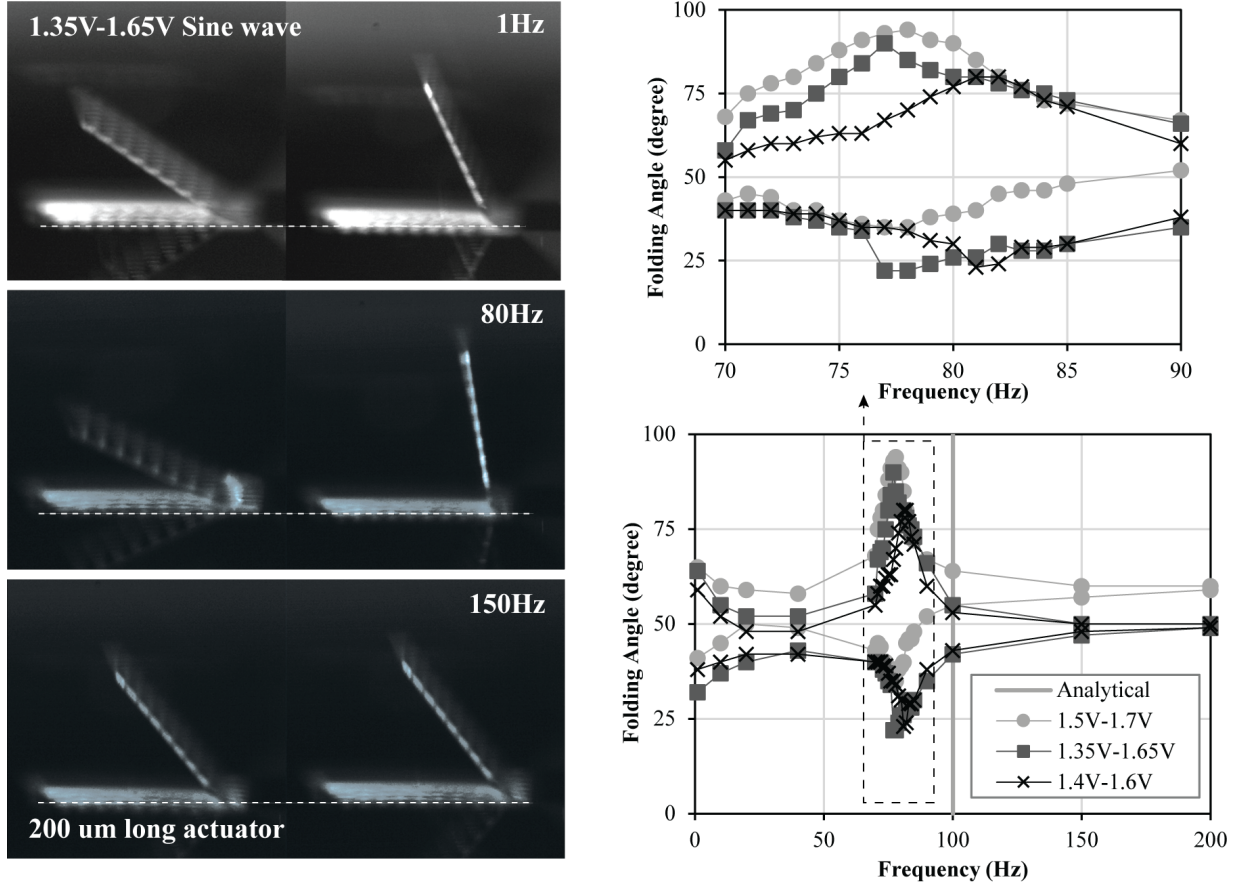 1.35V-1.65V Sine wave
1Hz
80Hz
150Hz
200 um long actuator
100
75
50
25
0
Folding Angle (degree)
70
75
80
85
90
Frequency (Hz)
100
75
50
25
0
Folding Angle (degree)
Analytical
1.5V-1.7V
1.35V-1.65V
1.4V-1.6V
0
50
100
150
200
Frequency (Hz)